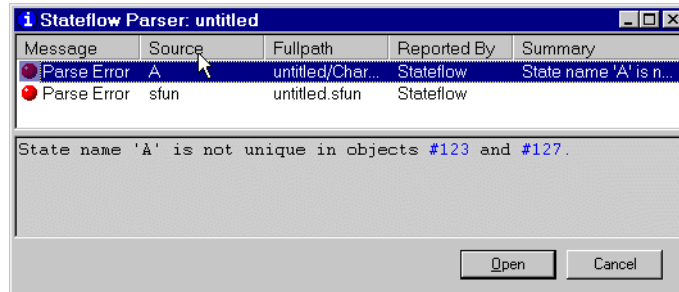 Stateflow Parser: untitled
Message Source Fullpath Reported By Summary
Parse Error A untitled/Char... Stateflow State name 'A' is n...
Parse Error sfun untitled.sfun Stateflow
State name 'A' is not unique in objects #123 and #127.
Open Cancel